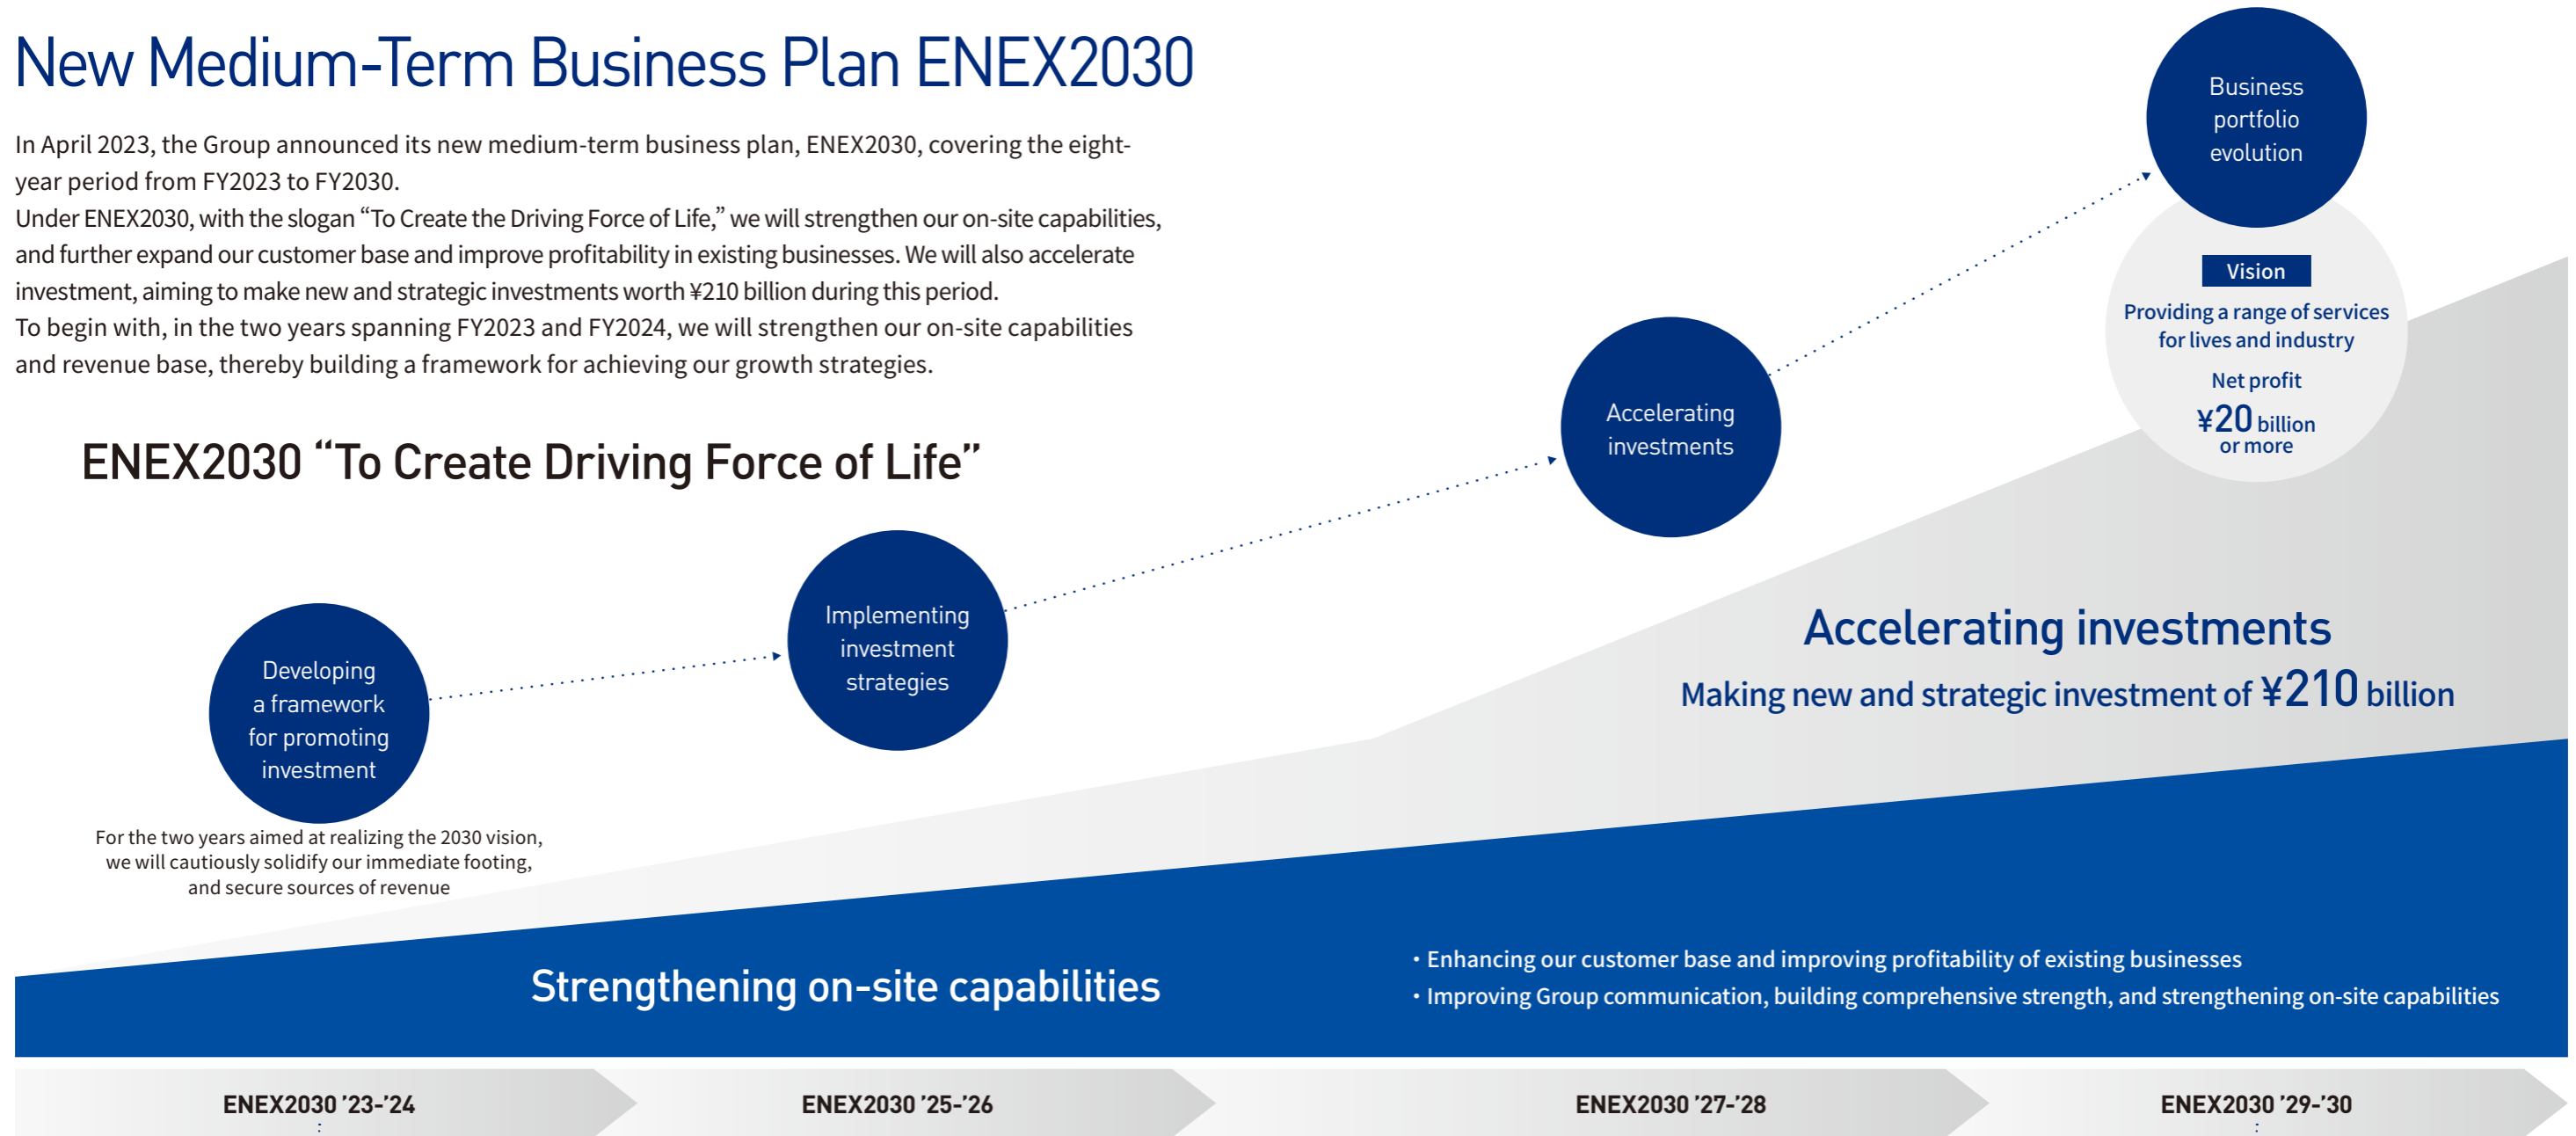 New Medium-Term Business Plan ENEX2030
In April 2023, the Group announced its new medium-term business plan, ENEX2030, covering the eight-
year period from FY2023 to FY2030.
Under ENEX2030, with the slogan “To Create the Driving Force of Life,” we will strengthen our on-site capabilities,
and further expand our customer base and improve profitability in existing businesses. We will also accelerate
investment, aiming to make new and strategic investments worth ¥210 billion during this period.
To begin with, in the two years spanning FY2023 and FY2024, we will strengthen our on-site capabilities
and revenue base, thereby building a framework for achieving our growth strategies.
ENEX2030 “To Create Driving Force of Life”
Developing
a framework
for promoting
investment
For the two years aimed at realizing the 2030 vision,
we will cautiously solidify our immediate footing,
and secure sources of revenue
Implementing
investment
strategies
Accelerating
investments
Business
portfolio
evolution
Vision
Providing a range of services
for lives and industry
Net profit
¥20 billion
or more
Accelerating investments
Making new and strategic investment of ¥210 billion
Strengthening on-site capabilities
・Enhancing our customer base and improving profitability of existing businesses
・Improving Group communication, building comprehensive strength, and strengthening on-site capabilities
ENEX2030 ’23-’24
ENEX2030 ’25-’26
ENEX2030 ’27-’28
ENEX2030 ’29-’30